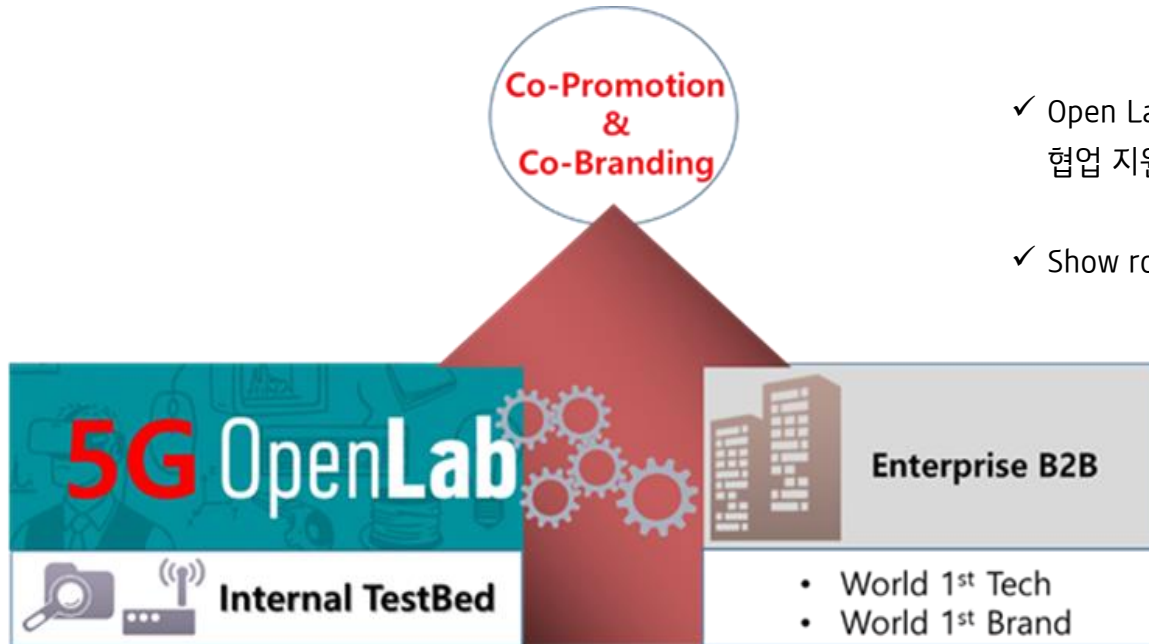 Co-Promotion
&
Co-Branding
✓ Open
협업
✓ Show
5G OpenLab
Internal TestBed
Enterprise B2B
• World 1st Tech
• World 1st Brand